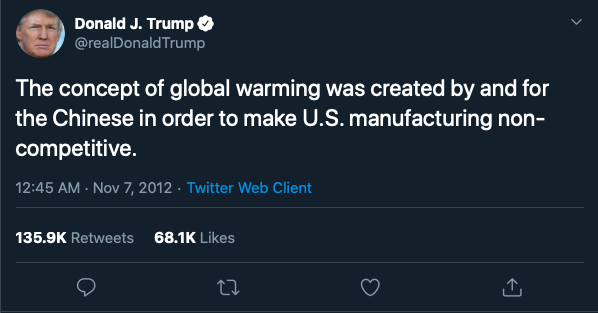 Donald J. Trump
@realDonaldTrump
The concept of global warming was created by and for
the Chinese in order to make U.S. manufacturing non-
competitive.
12:45 AM · Nov 7, 2012 · Twitter Web Client
135.9K Retweets 68.1K Likes